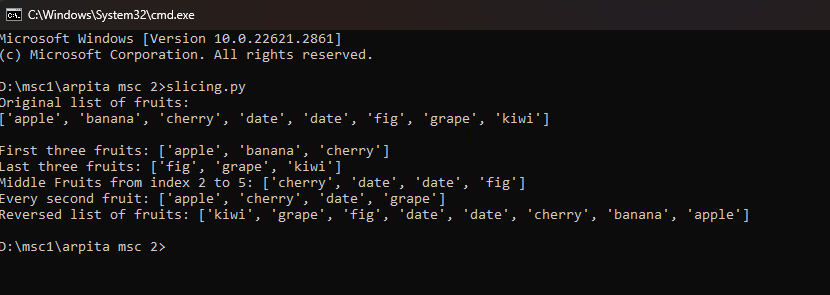 C:\Windows\System32\cmd.exe
Microsoft Windows [Version 10.0.22621.2861]
(c) Microsoft Corporation. All rights reserved.
D:\msc1\arpita msc 2>slicing.py
Original list of fruits:
['apple', 'banana', 'cherry', 'date', 'date', 'fig', 'grape', 'kiwi']
First three fruits: ['apple', 'banana', 'cherry']
Last three fruits: ['fig', 'grape', 'kiwi']
Middle Fruits from index 2 to 5: ['cherry', 'date', 'date', 'fig']
Every second fruit: ['apple', 'cherry', 'date', 'grape']
Reversed list of fruits: ['kiwi', 'grape', 'fig', 'date', 'date', 'cherry', 'banana', 'apple']
D:\msc1\arpita msc 2>